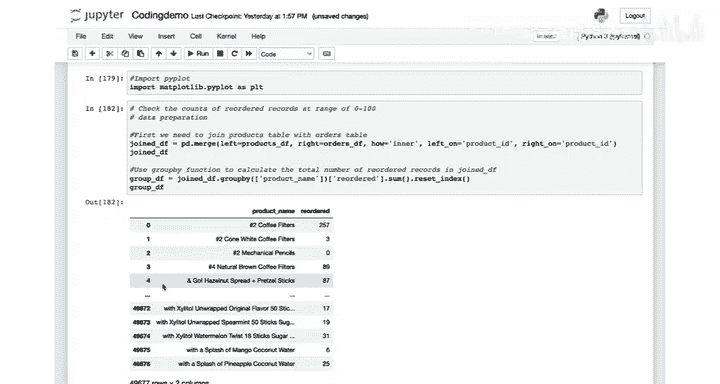 jupyter Codingdemo Last Checkpoint: Yesterday at 1:57 PM (unsaved changes)
Logout
File Edit View Insert Cell Kernel Help
Python 3
Run Code
In [179]: #Import pyplot
import matplotlib.pyplot as plt
In [182]: # Check the counts of reordered records at range of 0-100
# data preparation
#First we need to join products table with orders table
joined_df = pd.merge(left=products_df, right=orders_df, how='inner', left_on='product_id', right_on='product_id')
joined_df
#Use groupby function to calculate the total number of reordered records in joined_df
group_df = joined_df.groupby(['product_name'])['reordered'].sum().reset_index()
group_df
Out[182]:
product_name reordered
0 #2 Coffee Filters 257
1 #2 Cone White Coffee Filters 3
2 #2 Mechanical Pencils 0
3 #4 Natural Brown Coffee Filters 89
4 & Go! Hazelnut Spread + Pretzel Sticks 87
... ... ...
49672 with Xylitol Unwrapped Original Flavor 50 Stic... 17
49673 with Xylitol Unwrapped Spearmint 50 Sticks Sug... 19
49674 with Xylitol Watermelon Twist 18 Sticks Sugar ... 31
49675 with a Splash of Mango Coconut Water 6
49676 with a Splash of Pineapple Coconut Water 25
49677 rows × 2 columns